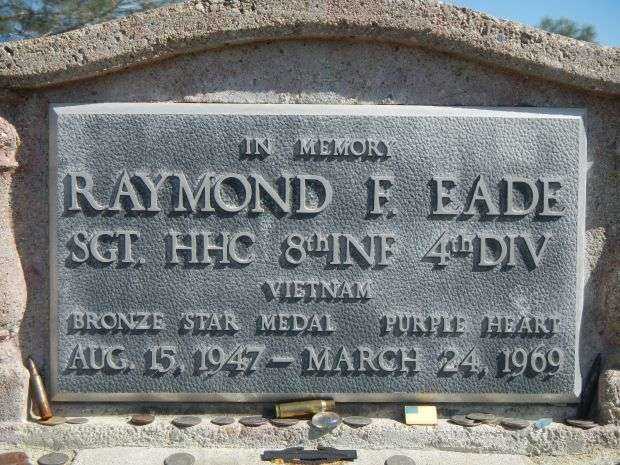 IN MEMORY
RAYMOND F. EADE
SGT. HHC 8th INF 4th DIV
VIETNAM
BRONZE STAR MEDAL PURPLE HEART
AUG. 15, 1947 – MARCH 24, 1969